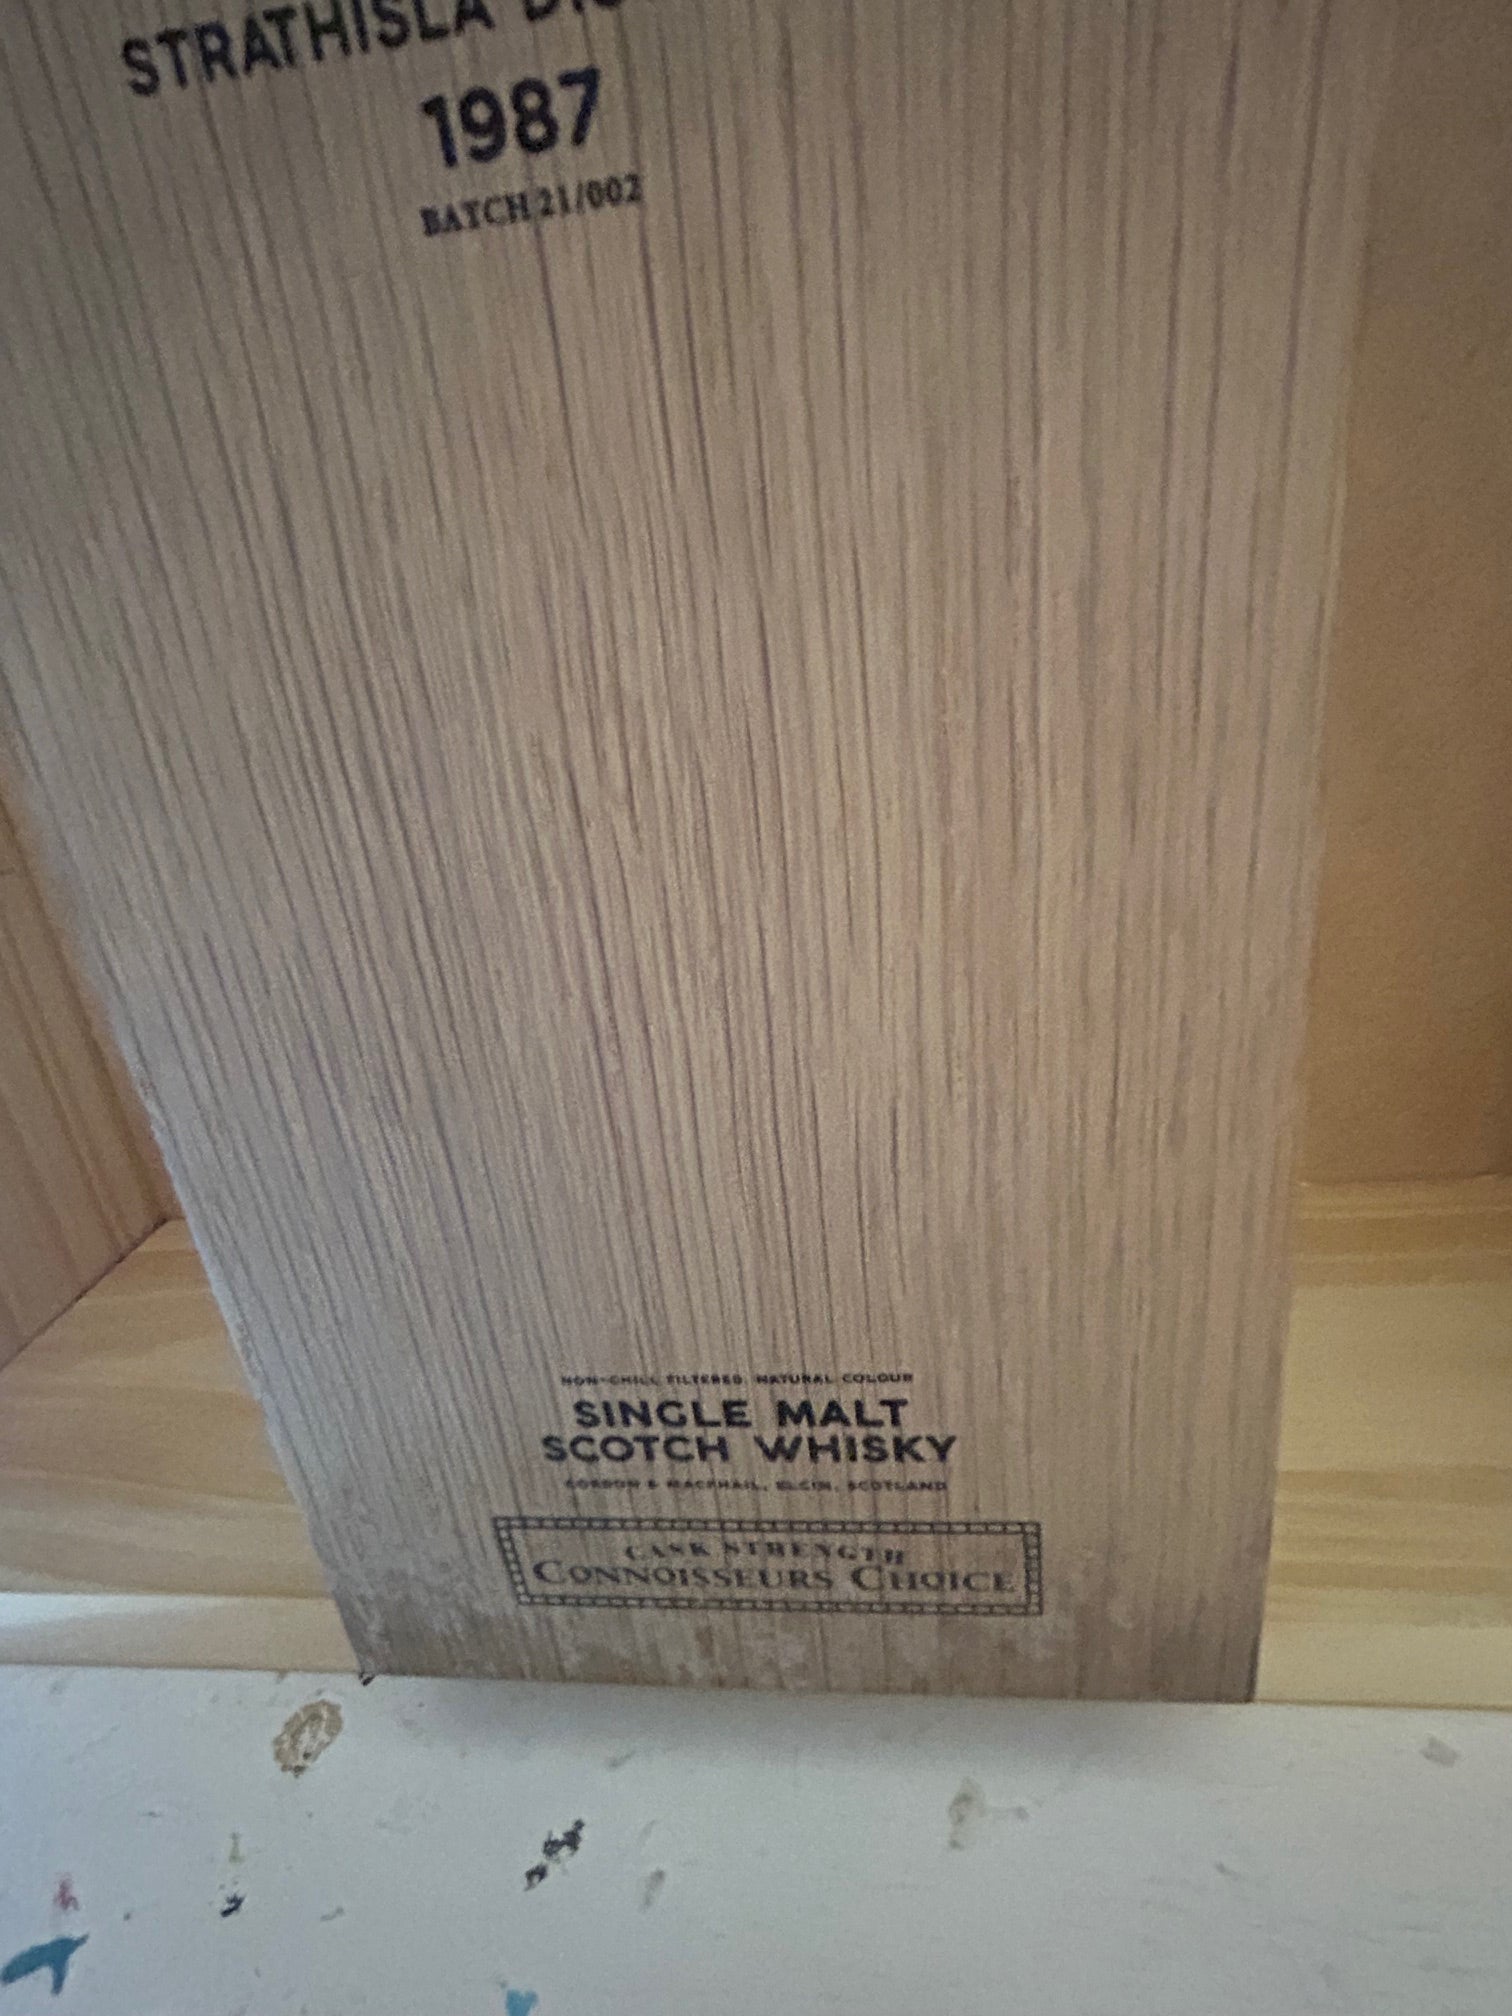 STRATHISLA
1987
BATCH 21/002
NON-CHILL FILTERED, NATURAL COLOUR
SINGLE MALT
SCOTCH WHISKY
GORDON & MACPHAIL, ELGIN, SCOTLAND
CASK STRENGTH
CONNOISSEURS CHOICE